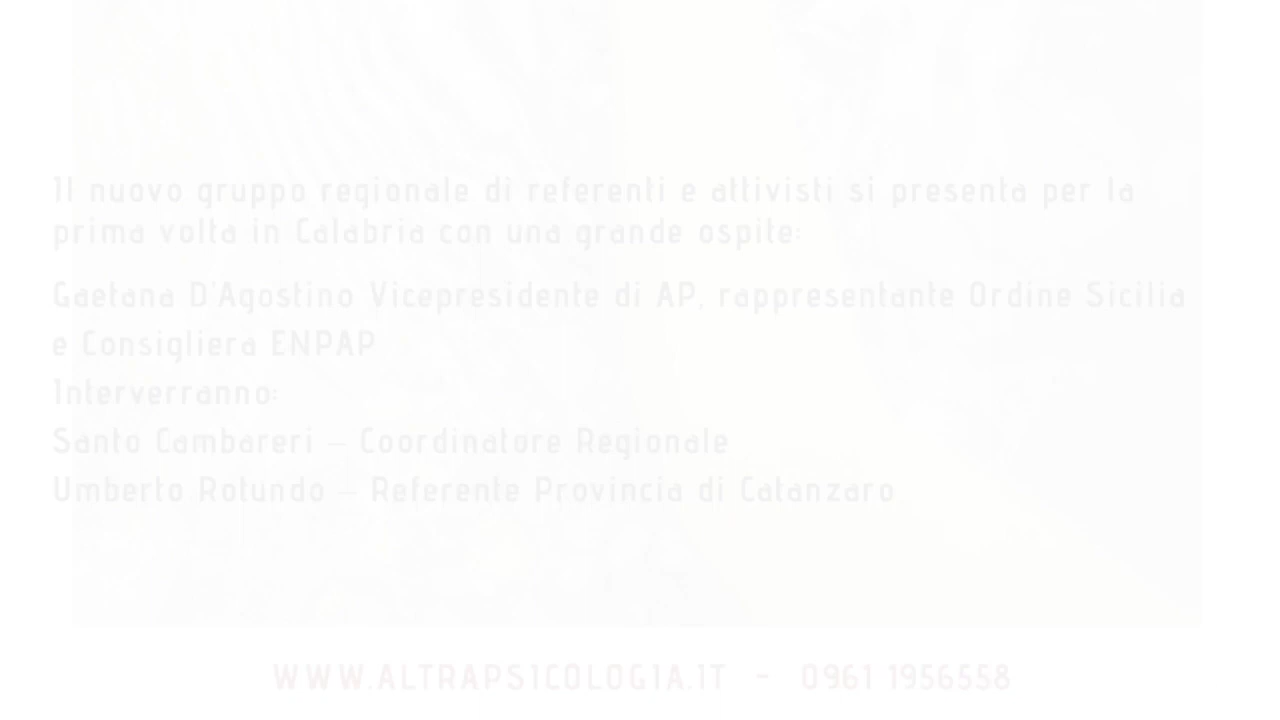 Il nuovo gruppo regionale di referenti e attivisti si presenta per la
prima volta in Calabria con una grande ospite:
Gaetana D'Agostino Vicepresidente di AP, rappresentante Ordine Sicilia
e Consigliera ENPAP
Interverranno:
Santo Cambareri – Coordinatore Regionale
Umberto Rotundo – Referente Provincia di Catanzaro
WWW.ALTRAPSICOLOGIA.IT - 0961 1956558